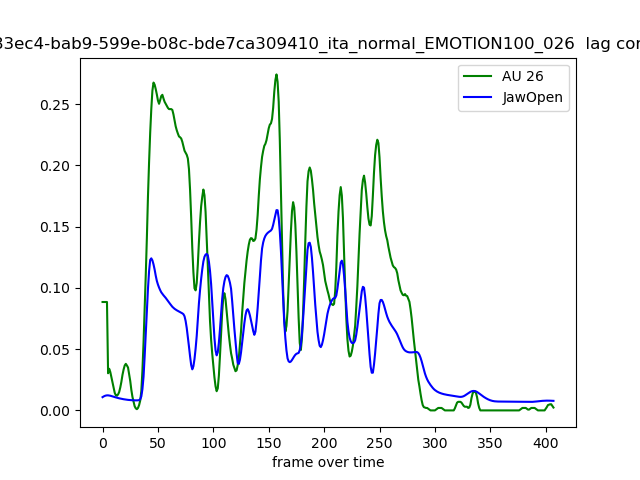 33ec4-bab9-599e-b08c-bde7ca309410_ita_normal_EMOTION100_026 lag cor
AU 26
JawOpen
0.25
0.20
0.15
0.10
0.05
0.00
0 50 100 150 200 250 300 350 400
frame over time